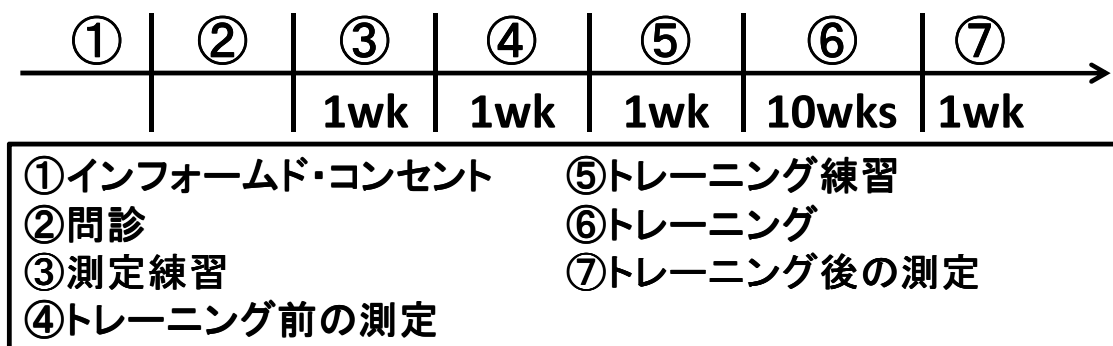 ① ② ③ ④ ⑤ ⑥ ⑦
1wk 1wk 1wk 10wks 1wk
①インフォームド・コンセント
②問診
③測定練習
④トレーニング前の測定
⑤トレーニング練習
⑥トレーニング
⑦トレーニング後の測定